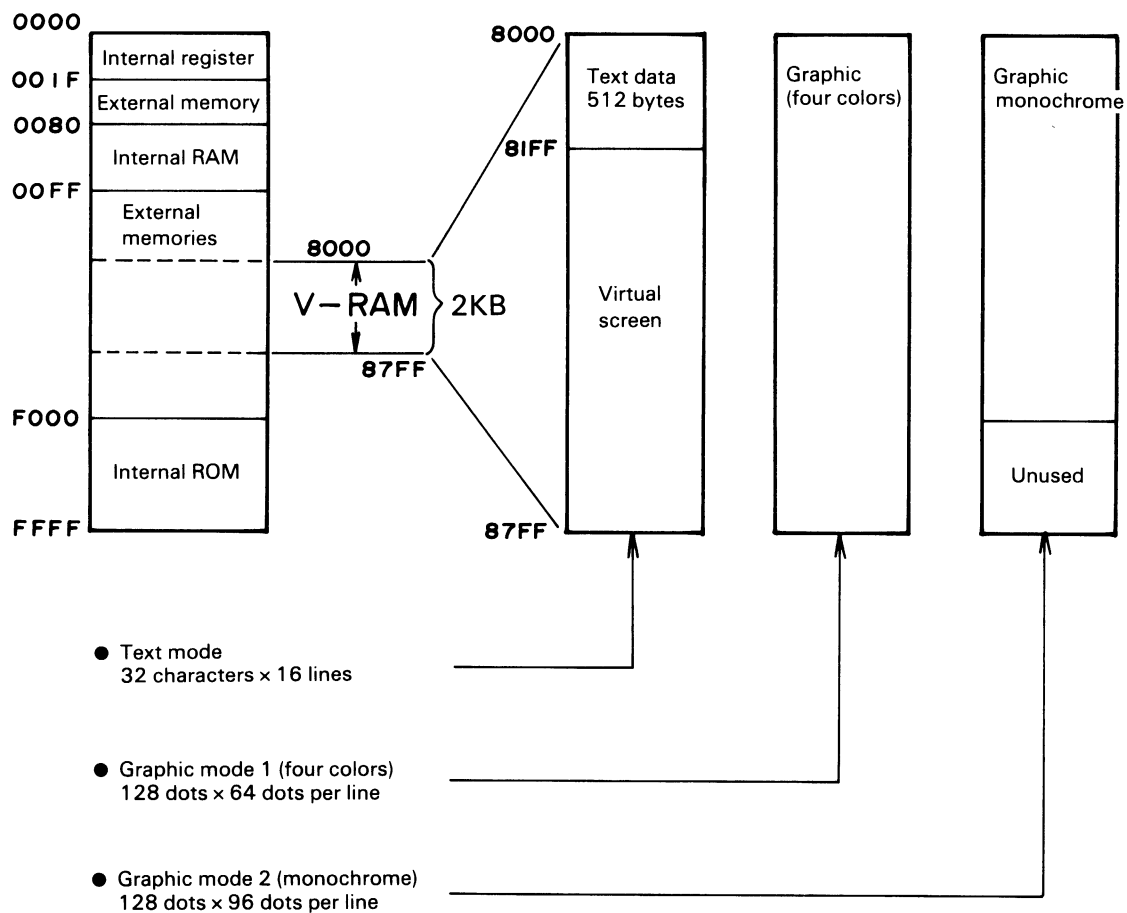 0000
Internal register
001F
External memory
0080
Internal RAM
00FF
External
memories
8000
V-RAM
2KB
87FF
F000
Internal ROM
FFFF
8000
Text data
512 bytes
81FF
Virtual
screen
87FF
Graphic
(four colors)
Graphic
monochrome
Unused
● Text mode
32 characters × 16 lines
● Graphic mode 1 (four colors)
128 dots × 64 dots per line
● Graphic mode 2 (monochrome)
128 dots × 96 dots per line